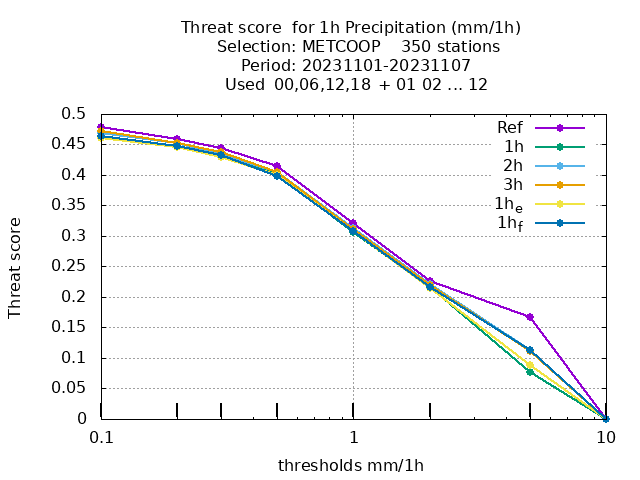 Threat score  for 1h Precipitation (mm/1h)
Selection: METCOOP    350 stations
Period: 20231101-20231107
Used  00,06,12,18  + 01 02 ... 12
Threat score
0.5
0.45
0.4
0.35
0.3
0.25
0.2
0.15
0.1
0.05
0
Ref
1h
2h
3h
1h_e
1h_f
0.1 1 10
thresholds mm/1h